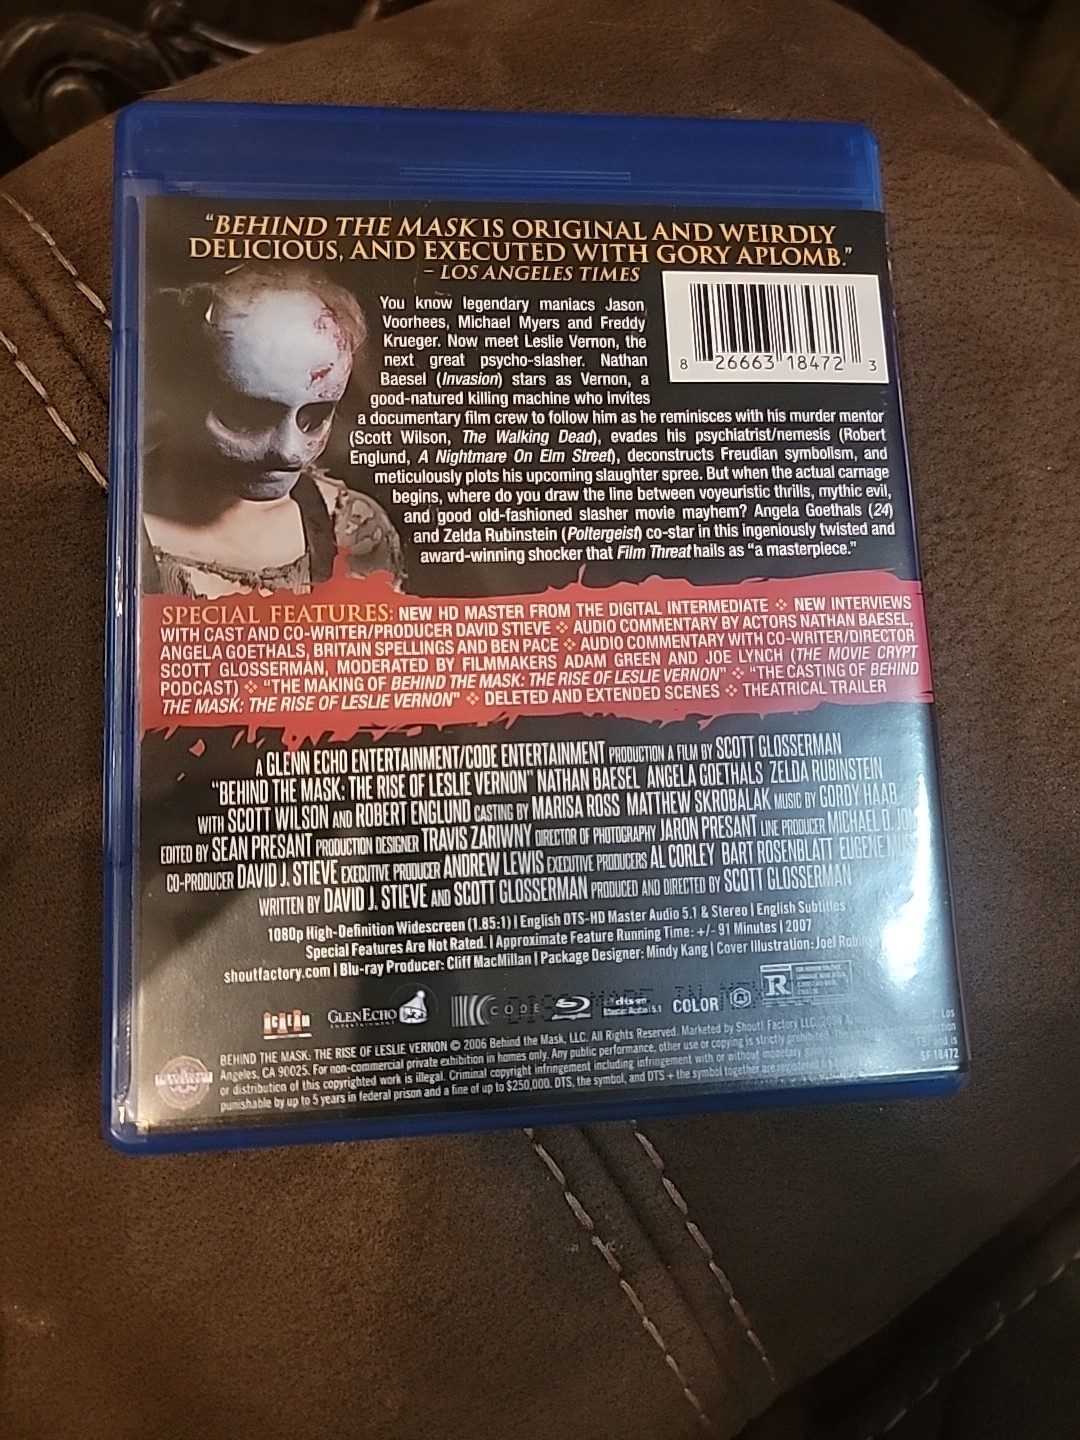 "BEHIND THE MASK IS ORIGINAL AND WEIRDLY
DELICIOUS, AND EXECUTED WITH GORY APLOMB."
– LOS ANGELES TIMES
You know legendary maniacs Jason
Voorhees, Michael Myers and Freddy
Krueger. Now meet Leslie Vernon, the
next great psycho-slasher. Nathan
Baesel (Invasion) stars as Vernon, a
good-natured killing machine who invites
a documentary film crew to follow him as he reminisces with his murder mentor
(Scott Wilson, The Walking Dead), evades his psychiatrist/nemesis (Robert
Englund, A Nightmare On Elm Street), deconstructs Freudian symbolism, and
meticulously plots his upcoming slaughter spree. But when the actual carnage
begins, where do you draw the line between voyeuristic thrills, mythic evil,
and good old-fashioned slasher movie mayhem? Angela Goethals (24)
and Zelda Rubinstein (Poltergeist) co-star in this ingeniously twisted and
award-winning shocker that Film Threat hails as "a masterpiece."
8 26663 18472 3
SPECIAL FEATURES: NEW HD MASTER FROM THE DIGITAL INTERMEDIATE ❖ NEW INTERVIEWS
WITH CAST AND CO-WRITER/PRODUCER DAVID STIEVE ❖ AUDIO COMMENTARY BY ACTORS NATHAN BAESEL,
ANGELA GOETHALS, BRITAIN SPELLINGS AND BEN PACE ❖ AUDIO COMMENTARY WITH CO-WRITER/DIRECTOR
SCOTT GLOSSERMAN, MODERATED BY FILMMAKERS ADAM GREEN AND JOE LYNCH (THE MOVIE CRYPT
PODCAST) ❖ "THE MAKING OF BEHIND THE MASK: THE RISE OF LESLIE VERNON" ❖ "THE CASTING OF BEHIND
THE MASK: THE RISE OF LESLIE VERNON" ❖ DELETED AND EXTENDED SCENES ❖ THEATRICAL TRAILER
A GLENN ECHO ENTERTAINMENT/CODE ENTERTAINMENT PRODUCTION A FILM BY SCOTT GLOSSERMAN
"BEHIND THE MASK: THE RISE OF LESLIE VERNON" NATHAN BAESEL ANGELA GOETHALS ZELDA RUBINSTEIN
WITH SCOTT WILSON AND ROBERT ENGLUND CASTING BY MARISA ROSS MATTHEW SKROBALAK MUSIC BY GORDY HAAB
EDITED BY SEAN PRESANT PRODUCTION DESIGNER TRAVIS ZARIWNY DIRECTOR OF PHOTOGRAPHY JARON PRESANT LINE PRODUCER MICHAEL D.
CO-PRODUCER DAVID J. STIEVE EXECUTIVE PRODUCER ANDREW LEWIS EXECUTIVE PRODUCERS AL CORLEY BART ROSENBLATT EUGENE
WRITTEN BY DAVID J. STIEVE AND SCOTT GLOSSERMAN PRODUCED AND DIRECTED BY SCOTT GLOSSERMAN
1080p High-Definition Widescreen (1.85:1) | English DTS-HD Master Audio 5.1 & Stereo | English Subtitles
Special Features Are Not Rated. | Approximate Feature Running Time: +/- 91 Minutes | 2007
shoutfactory.com | Blu-ray Producer: Cliff MacMillan | Package Designer: Mindy Kang | Cover Illustration: Joel
SCREAM GLENECHO ENTERTAINMENT CODE COLOR R
BEHIND THE MASK: THE RISE OF LESLIE VERNON © 2006 Behind the Mask, LLC. All Rights Reserved. Marketed by Shout! Factory LLC, Los
Angeles, CA 90025. For non-commercial private exhibition in homes only. Any public performance, other use or copying is strictly prohibited
or distribution of this copyrighted work is illegal. Criminal copyright infringement including infringement with or without monetary FBI and is
punishable by up to 5 years in federal prison and a fine of up to $250,000. DTS, the symbol, and DTS + the symbol together are registered SF 18472